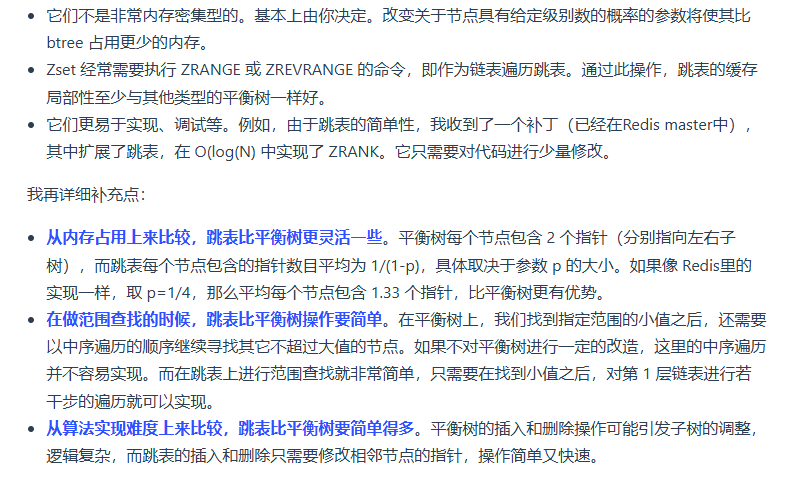 它们不是非常内存密集型的。基本上由你决定。改变关于节点具有给定级别数的概率的参数将使其比
btree 占用更少的内存。
Zset 经常需要执行 ZRANGE 或 ZREVRANGE 的命令，即作为链表遍历跳表。通过此操作，跳表的缓存
局部性至少与其他类型的平衡树一样好。
它们更易于实现、调试等。例如，由于跳表的简单性，我收到了一个补丁（已经在Redis master中），
其中扩展了跳表，在 O(log(N) 中实现了 ZRANK。它只需要对代码进行少量修改。
我再详细补充点：
从内存占用上来比较，跳表比平衡树更灵活一些。平衡树每个节点包含 2 个指针（分别指向左右子
树），而跳表每个节点包含的指针数目平均为 1/(1-p)，具体取决于参数 p 的大小。如果像 Redis里的
实现一样，取 p=1/4，那么平均每个节点包含 1.33 个指针，比平衡树更有优势。
在做范围查找的时候，跳表比平衡树操作要简单。在平衡树上，我们找到指定范围的小值之后，还需要
以中序遍历的顺序继续寻找其它不超过大值的节点。如果不对平衡树进行一定的改造，这里的中序遍历
并不容易实现。而在跳表上进行范围查找就非常简单，只需要在找到小值之后，对第 1 层链表进行若
干步的遍历就可以实现。
从算法实现难度上来比较，跳表比平衡树要简单得多。平衡树的插入和删除操作可能引发子树的调整，
逻辑复杂，而跳表的插入和删除只需要修改相邻节点的指针，操作简单又快速。